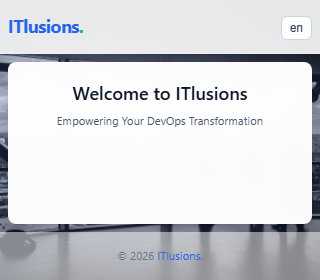 ITlusions.
en
Welcome to ITlusions
Empowering Your DevOps Transformation
© 2026 ITlusions.